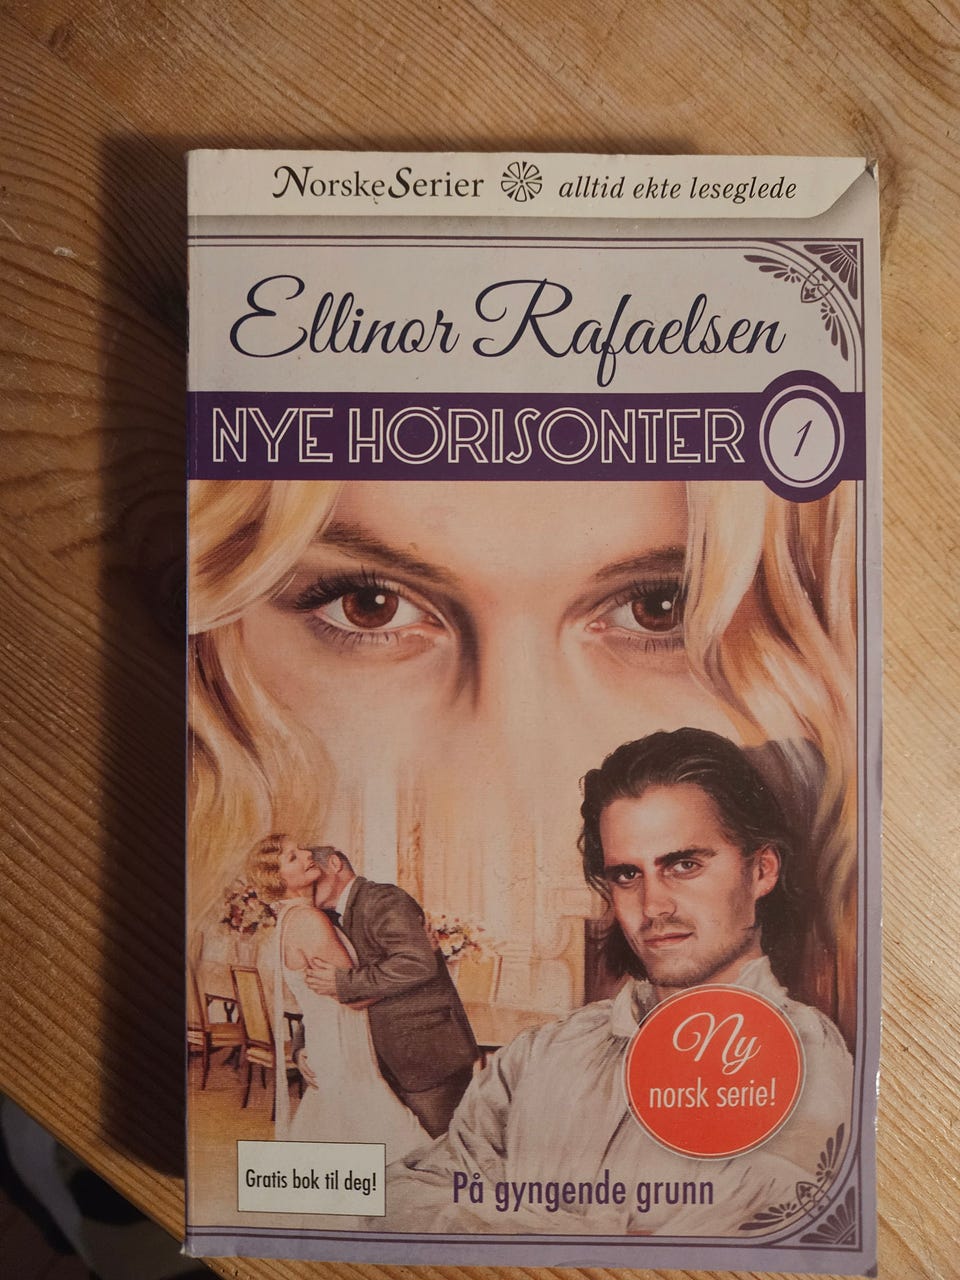 NorskeSerier alltid ekte leseglede
Ellinor Rafaelsen
NYE HORISONTER 1
Ny
norsk serie!
Gratis bok til deg!
På gyngende grunn